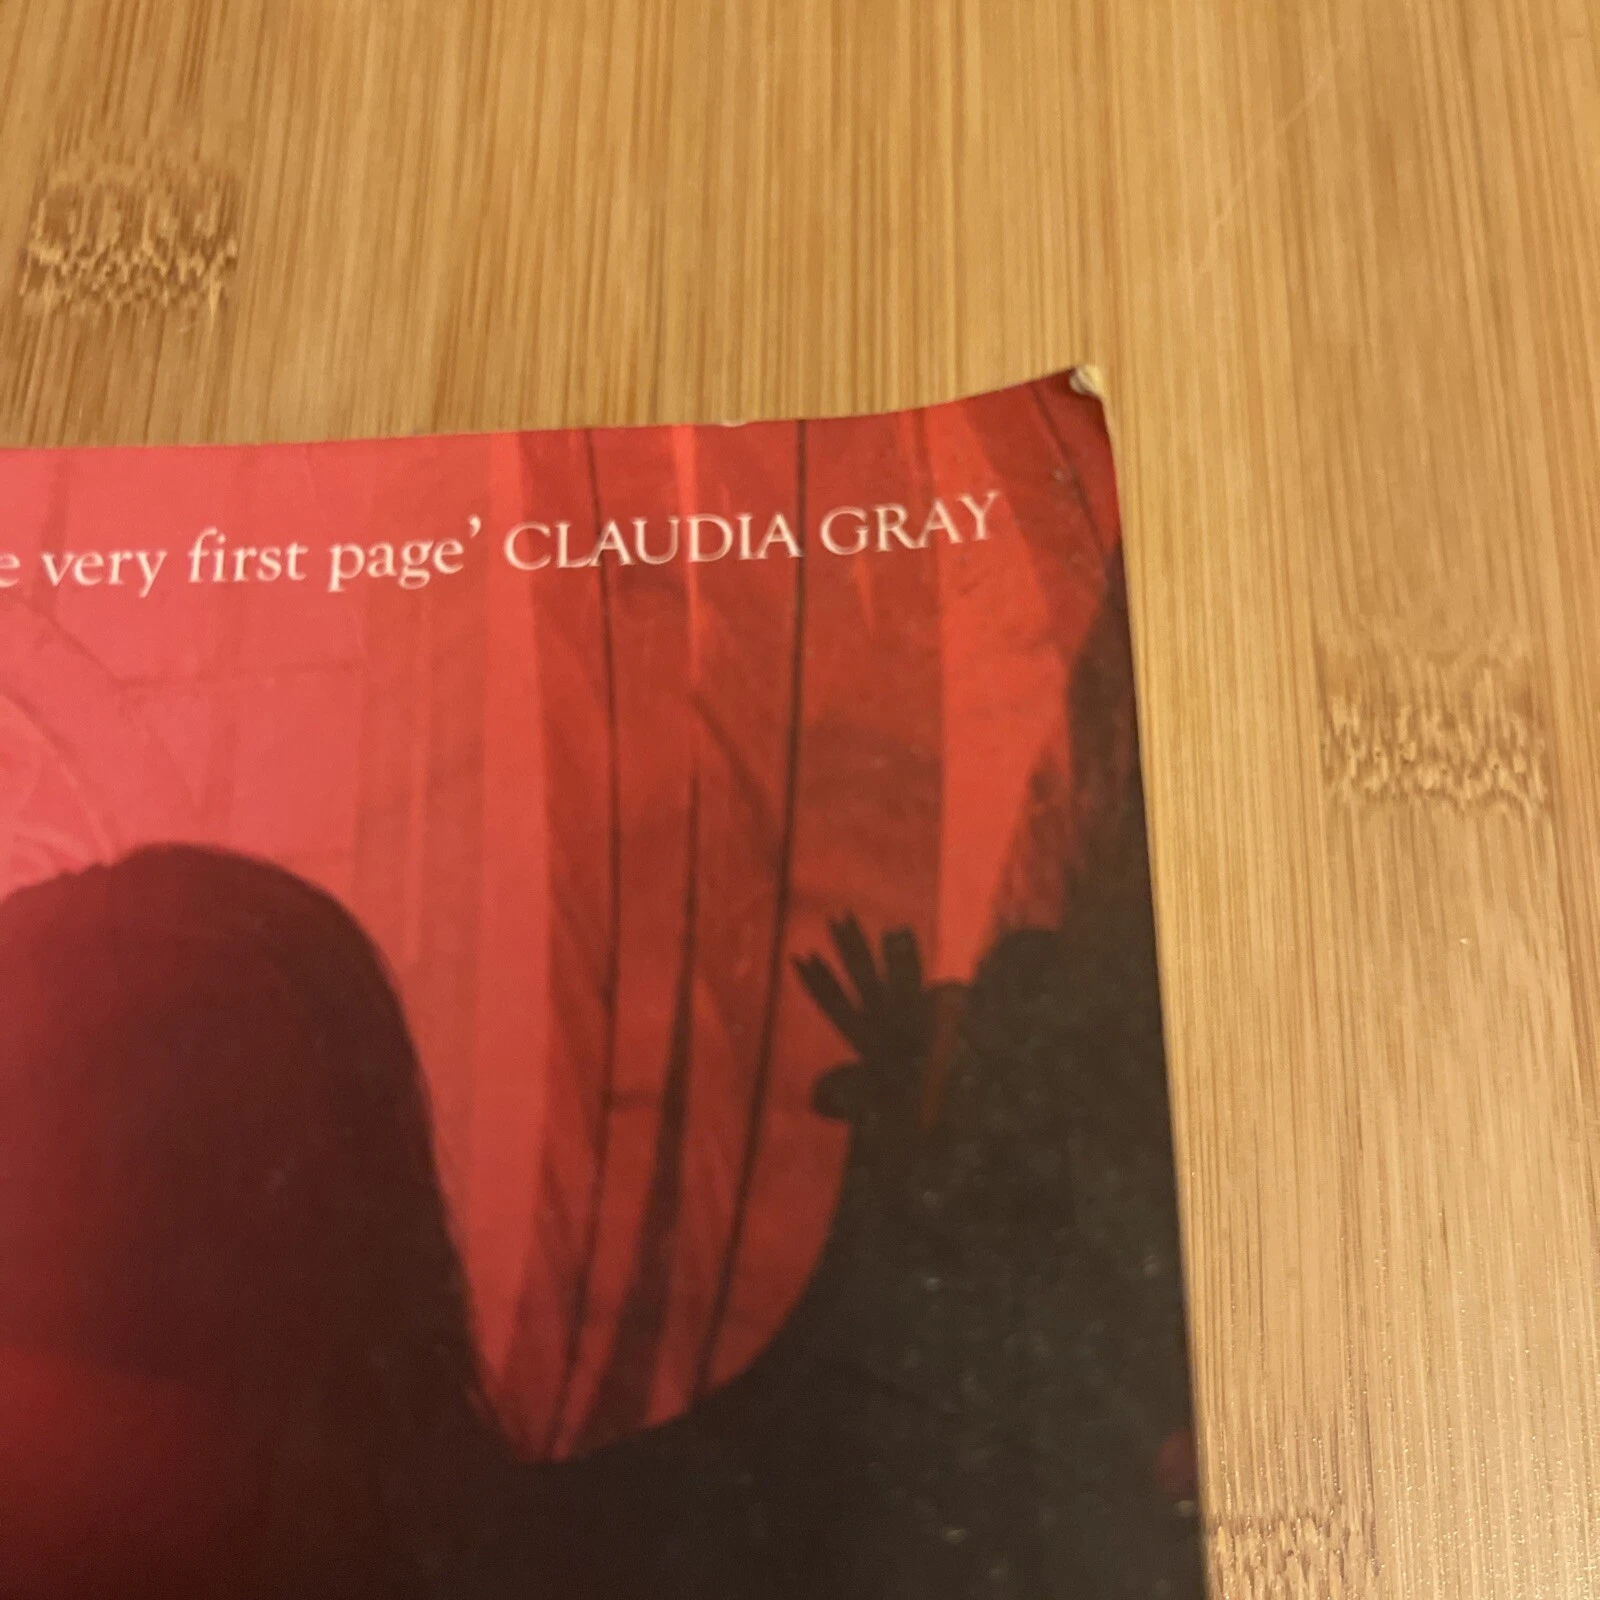 very first page’ CLAUDIA GRAY